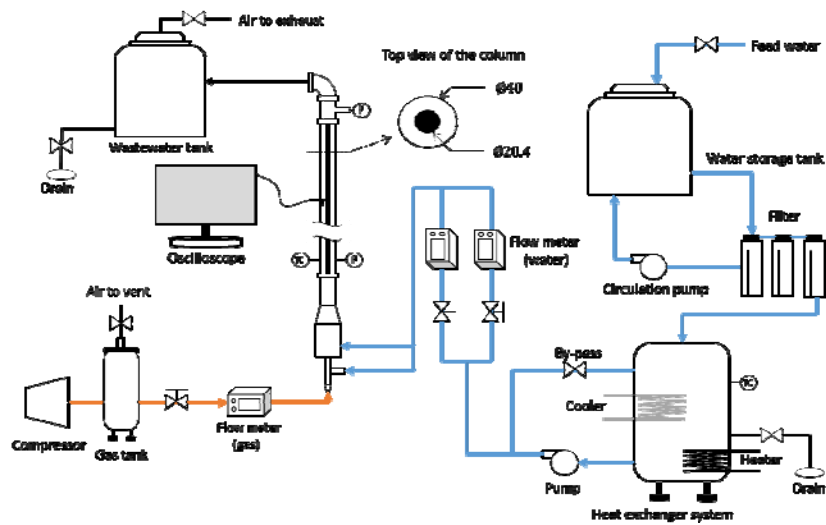 Air to exhaust
Wastewater tank
Drain
Oscilloscope
Top view of the column
Ø40
Ø20.4
P
TC
P
Flow meter
(water)
Feed water
Water storage tank
Filter
Circulation pump
Air to vent
Compressor
Gas tank
Flow meter
(gas)
By-pass
TC
Cooler
Heater
Pump
Drain
Heat exchanger system